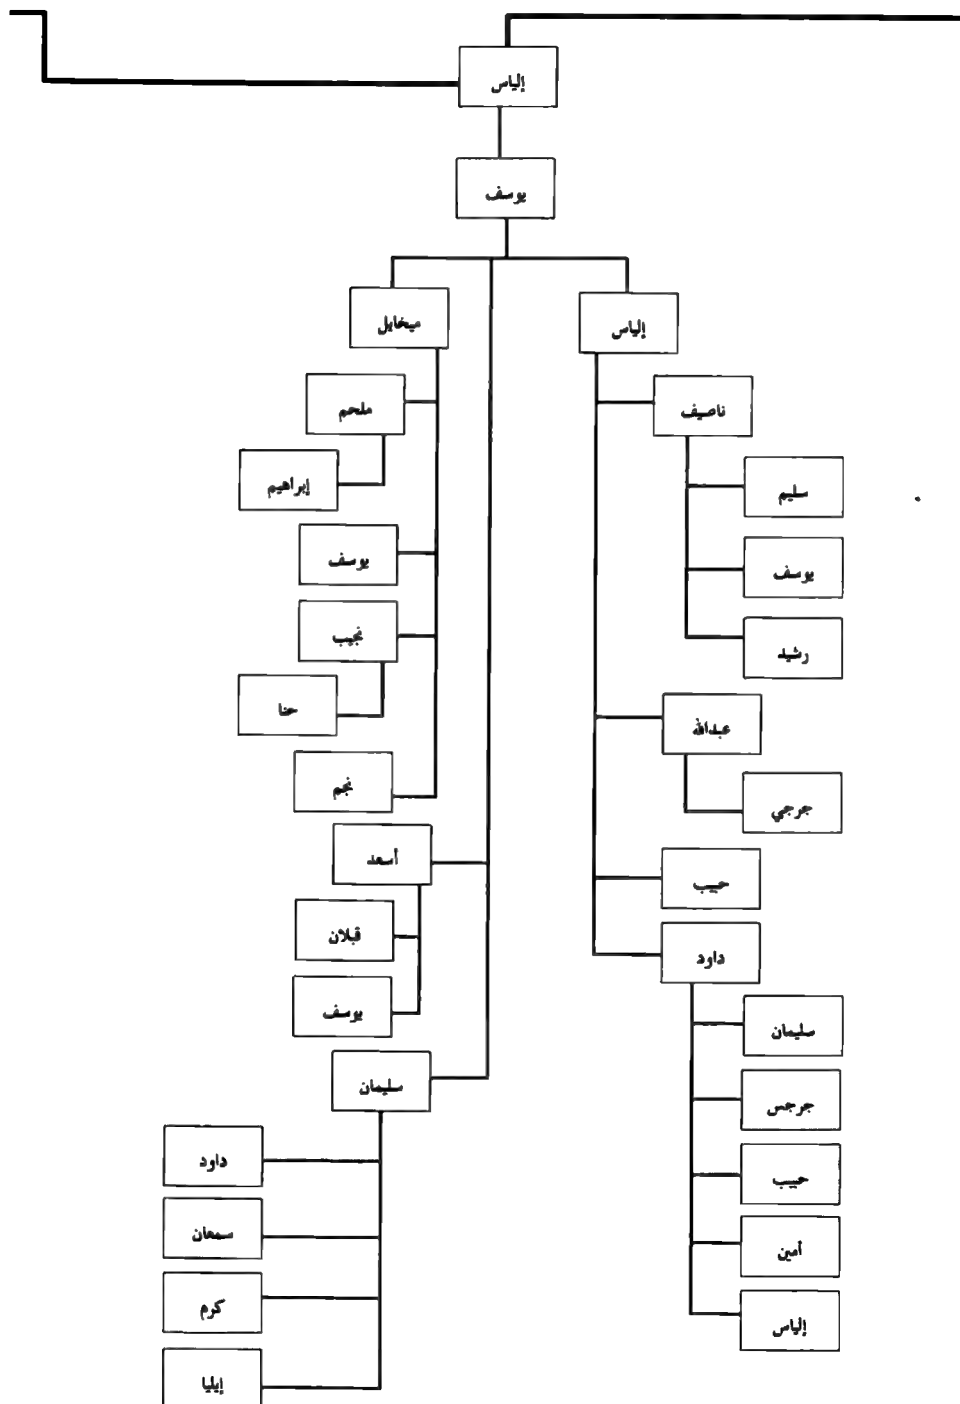 إلياس
يوسف
إلياس
ناصيف
سليم
يوسف
رشيد
عبدالله
جرجي
حبيب
داود
سليمان
جرجس
حبيب
أمين
إلياس
ميخايل
ملحم
إبراهيم
يوسف
نجيب
حنا
نجم
أسعد
قبلان
يوسف
سليمان
داود
سمعان
كرم
إيليا